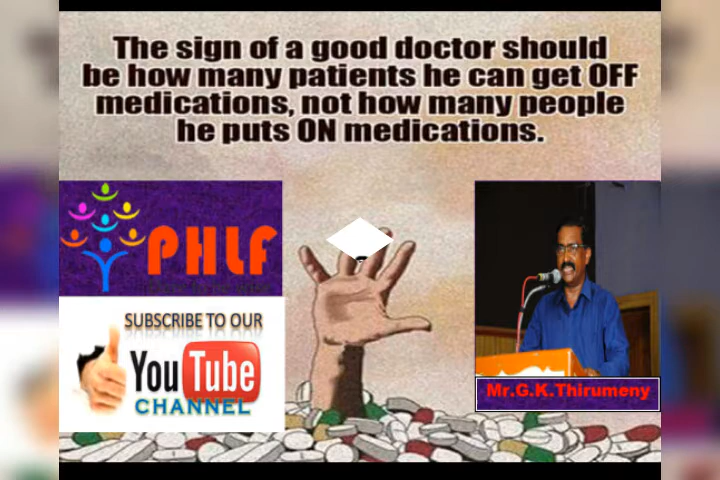 The sign of a good doctor should
be how many patients he can get OFF
medications, not how many people
he puts ON medications.
PHLF
SUBSCRIBE TO OUR
YouTube
CHANNEL
Mr.G.K.Thirumeny